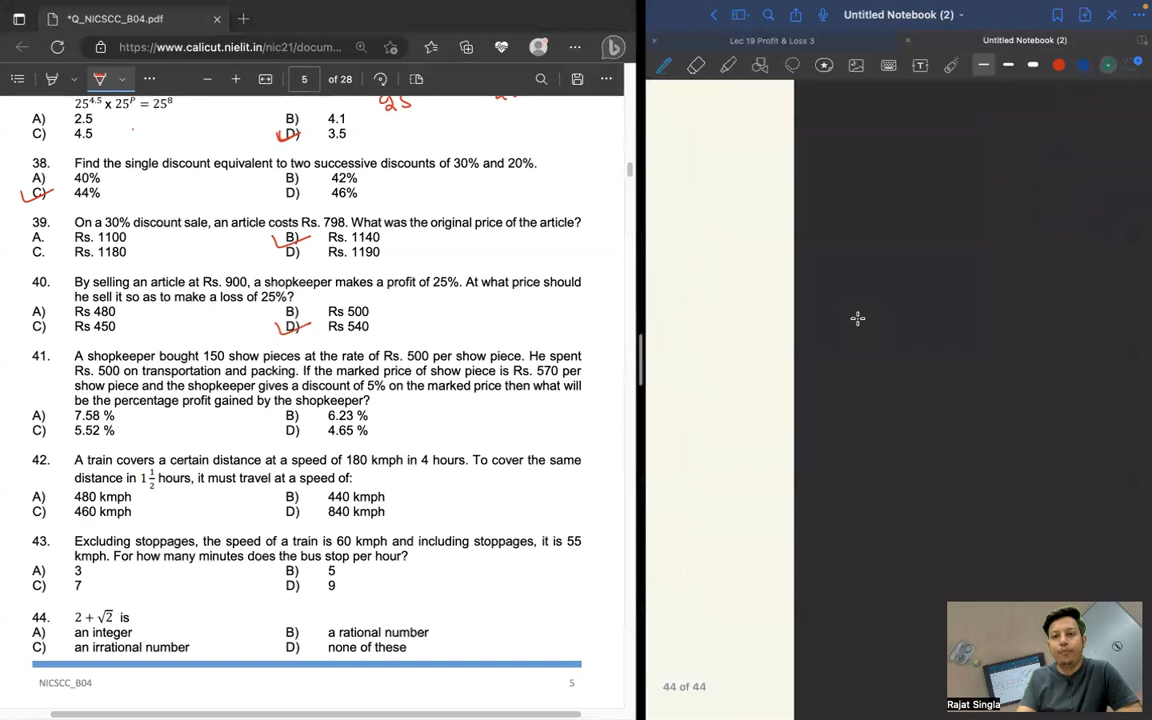 *Q_NICSCC_B04.pdf
https://www.calicut.nielit.in/nic21/docum...
5 of 28
25^4.5 x 25^P = 25^8
25
A) 2.5 B) 4.1
C) 4.5 D) 3.5
38. Find the single discount equivalent to two successive discounts of 30% and 20%.
A) 40% B) 42%
C) 44% D) 46%
39. On a 30% discount sale, an article costs Rs. 798. What was the original price of the article?
A. Rs. 1100 B) Rs. 1140
C. Rs. 1180 D) Rs. 1190
40. By selling an article at Rs. 900, a shopkeeper makes a profit of 25%. At what price should
he sell it so as to make a loss of 25%?
A) Rs 480 B) Rs 500
C) Rs 450 D) Rs 540
41. A shopkeeper bought 150 show pieces at the rate of Rs. 500 per show piece. He spent
Rs. 500 on transportation and packing. If the marked price of show piece is Rs. 570 per
show piece and the shopkeeper gives a discount of 5% on the marked price then what will
be the percentage profit gained by the shopkeeper?
A) 7.58 % B) 6.23 %
C) 5.52 % D) 4.65 %
42. A train covers a certain distance at a speed of 180 kmph in 4 hours. To cover the same
distance in 1 1/2 hours, it must travel at a speed of:
A) 480 kmph B) 440 kmph
C) 460 kmph D) 840 kmph
43. Excluding stoppages, the speed of a train is 60 kmph and including stoppages, it is 55
kmph. For how many minutes does the bus stop per hour?
A) 3 B) 5
C) 7 D) 9
44. 2 + √2 is
A) an integer B) a rational number
C) an irrational number D) none of these
NICSCC_B04 5
Untitled Notebook (2)
Lec 19 Profit & Loss 3 Untitled Notebook (2)
44 of 44
Rajat Singla